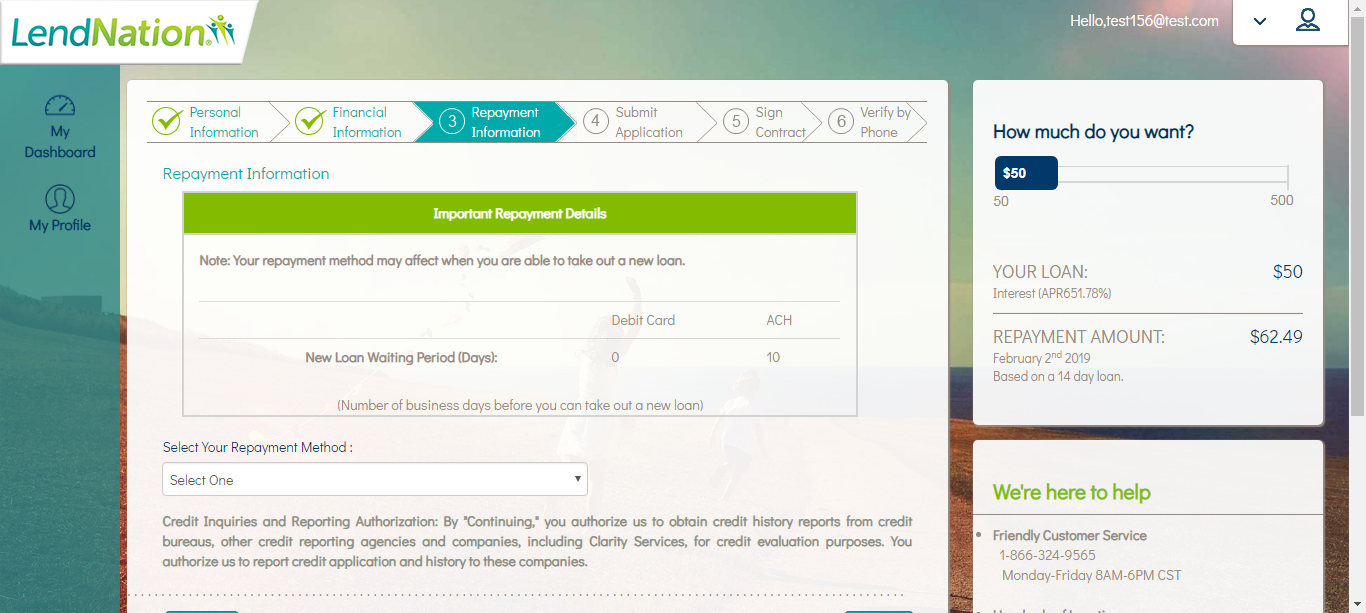 LendNation
Hello,test156@test.com
My
Dashboard
My Profile
Personal
Information
Financial
Information
3
Repayment
Information
4
Submit
Application
5
Sign
Contract
6
Verify by
Phone
Repayment Information
Important Repayment Details
Note: Your repayment method may affect when you are able to take out a new loan.
Debit Card ACH
New Loan Waiting Period (Days): 0 10
(Number of business days before you can take out a new loan)
Select Your Repayment Method :
Select One
Credit Inquiries and Reporting Authorization: By "Continuing," you authorize us to obtain credit history reports from credit
bureaus, other credit reporting agencies and companies, including Clarity Services, for credit evaluation purposes. You
authorize us to report credit application and history to these companies.
How much do you want?
$50
50 500
YOUR LOAN: $50
Interest (APR651.78%)
REPAYMENT AMOUNT: $62.49
February 2nd 2019
Based on a 14 day loan.
We're here to help
Friendly Customer Service
1-866-324-9565
Monday-Friday 8AM-6PM CST